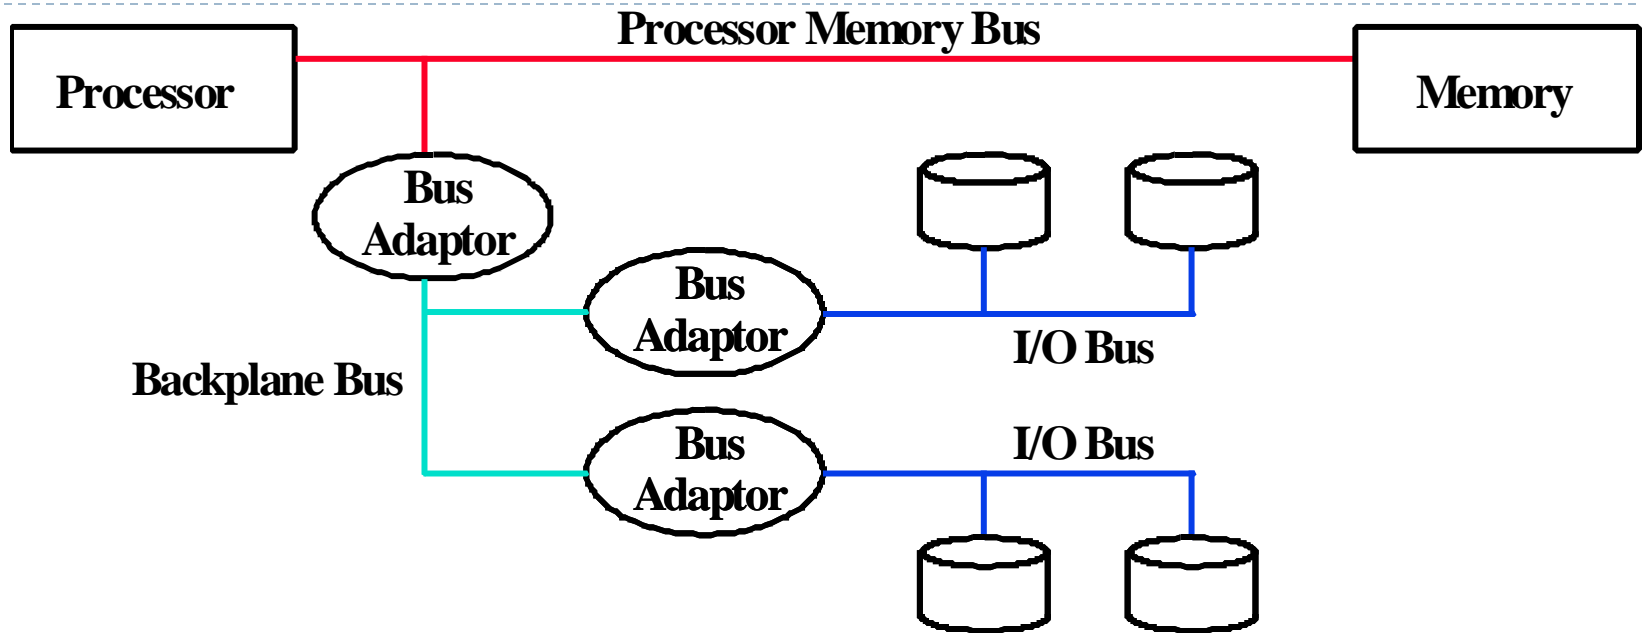 Processor Memory Bus
Processor
Memory
Bus
Adaptor
Bus
Adaptor
I/O Bus
Backplane Bus
Bus
Adaptor
I/O Bus